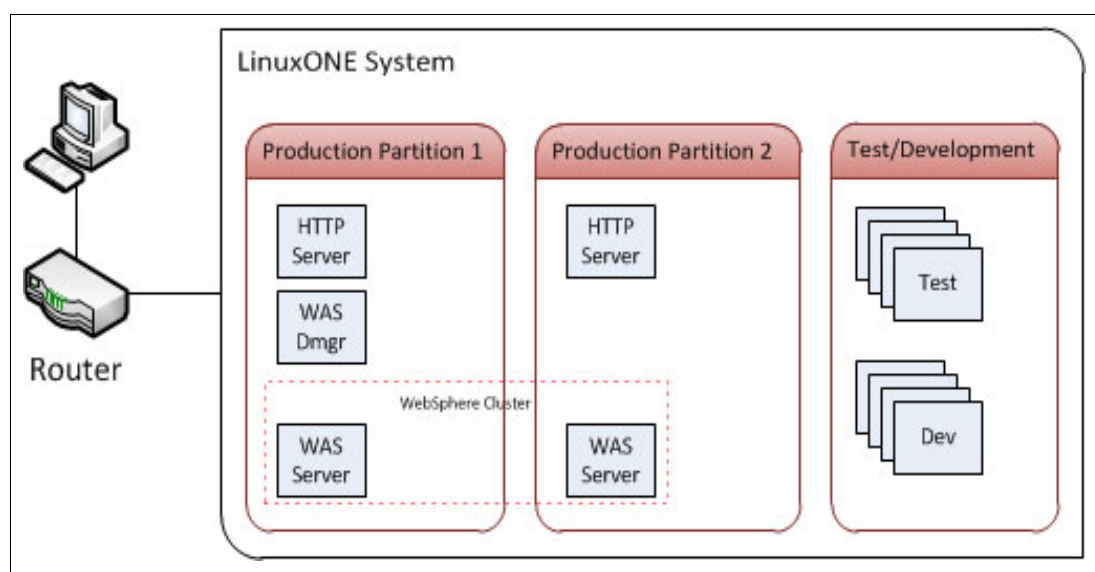 LinuxONE System
Router
Production Partition 1
HTTP
Server
WAS
Dmgr
WebSphere Cluster
WAS
Server
Production Partition 2
HTTP
Server
WAS
Server
Test/Development
Test
Dev